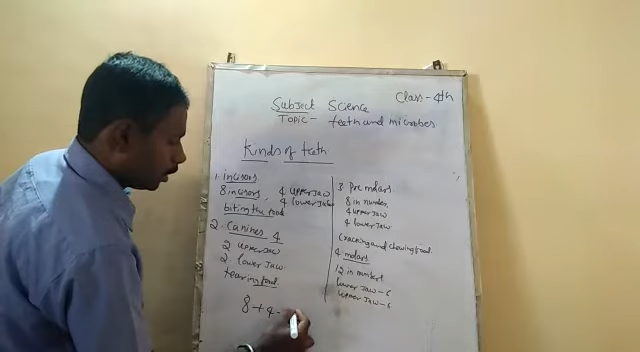 Class-4th
Subject Science
Topic- teeth and microbes
Kinds of teeth
1. incisors
8 incisors 4 upper Jaw
4 lower Jaw
biting the food
2. Canines 4
2 upper Jaw
2 lower Jaw
tearing food
8+4-
3 Pre molars
8 in number
4 upper Jaw
4 lower Jaw
Cracking and chewing food
4 molars
12 in number
lower Jaw-6
upper Jaw-6